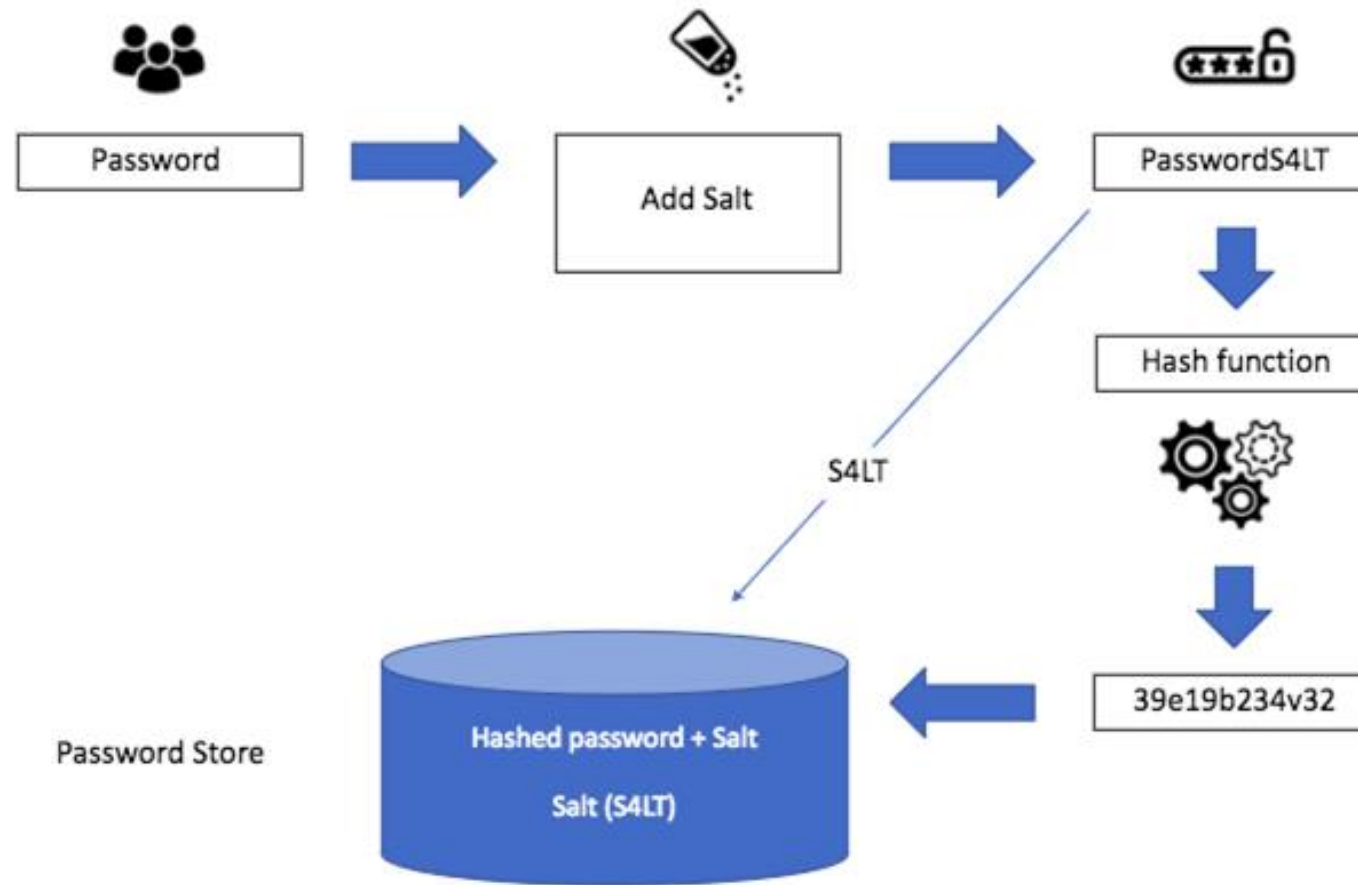 Password
Add Salt
PasswordS4LT
Hash function
S4LT
39e19b234v32
Password Store
Hashed password + Salt
Salt (S4LT)